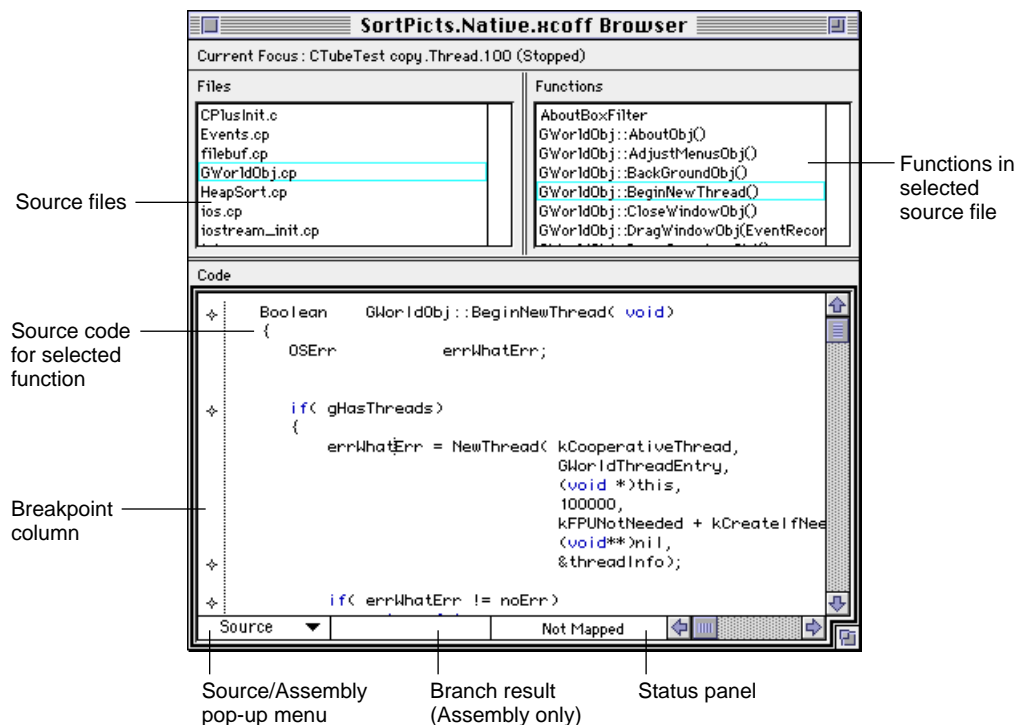 SortPicts.Native.xcoff Browser
Current Focus: CTubeTest copy.Thread.100 (Stopped)
Files
CPlusInit.c
Events.cp
filebuf.cp
GWorldObj.cp
HeapSort.cp
ios.cp
iostream_init.cp
Functions
AboutBoxFilter
GWorldObj::AboutObj()
GWorldObj::AdjustMenusObj()
GWorldObj::BackGroundObj()
GWorldObj::BeginNewThread()
GWorldObj::CloseWindowObj()
GWorldObj::DragWindowObj(EventRecor
Source files
Functions in
selected
source file
Code
Boolean GWorldObj::BeginNewThread( void)
{
OSErr errWhatErr;
if( gHasThreads)
{
errWhatErr = NewThread( kCooperativeThread,
GWorldThreadEntry,
(void *)this,
100000,
kFPUNotNeeded + kCreateIfNee
(void**)nil,
&threadInfo);
if( errWhatErr != noErr)
Source code
for selected
function
Breakpoint
column
Source
Not Mapped
Source/Assembly
pop-up menu
Branch result
(Assembly only)
Status panel